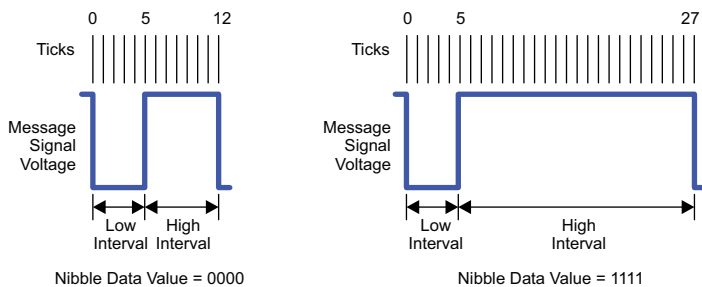 0 5 12
Ticks
Message
Signal
Voltage
Low
Interval
High
Interval
Nibble Data Value = 0000
0 5 27
Ticks
Message
Signal
Voltage
Low
Interval
High
Interval
Nibble Data Value = 1111